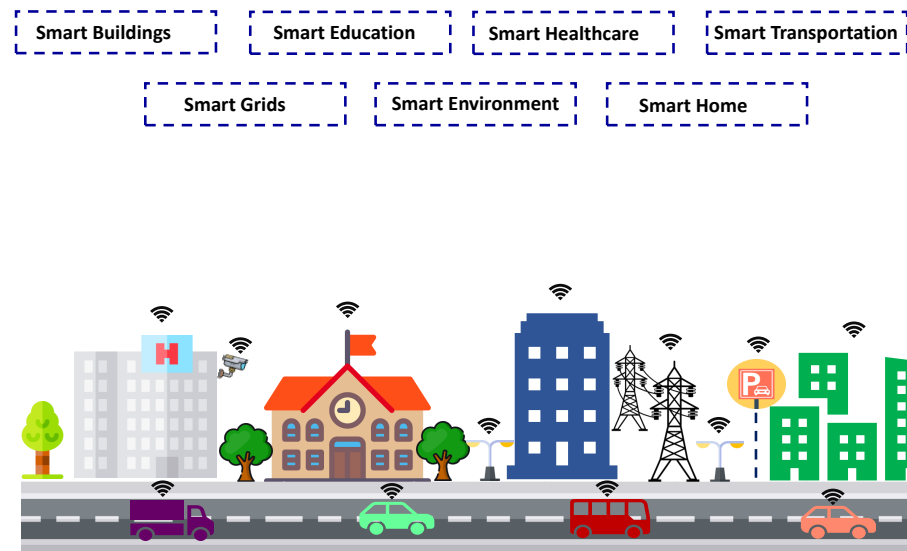 Smart Buildings
Smart Education
Smart Healthcare
Smart Transportation
Smart Grids
Smart Environment
Smart Home
H
P